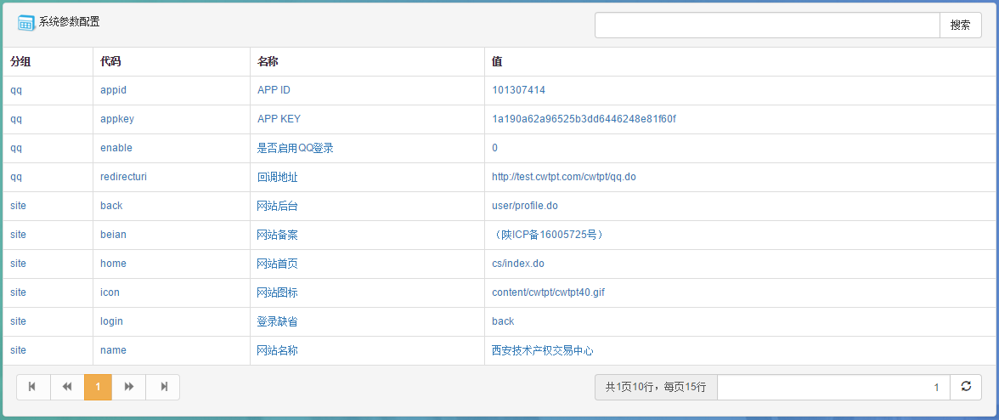 系统参数配置 搜索
分组 代码 名称 值
qq appid APP ID 101307414
qq appkey APP KEY 1a190a62a96525b3dd6446248e81f60f
qq enable 是否启用QQ登录 0
qq redirecturi 回调地址 http://test.cwtpt.com/cwtpt/qq.do
site back 网站后台 user/profile.do
site beian 网站备案 （陕ICP备16005725号）
site home 网站首页 cs/index.do
site icon 网站图标 content/cwtpt/cwtpt40.gif
site login 登录缺省 back
site name 网站名称 西安技术产权交易中心
1 共1页10行，每页15行 1